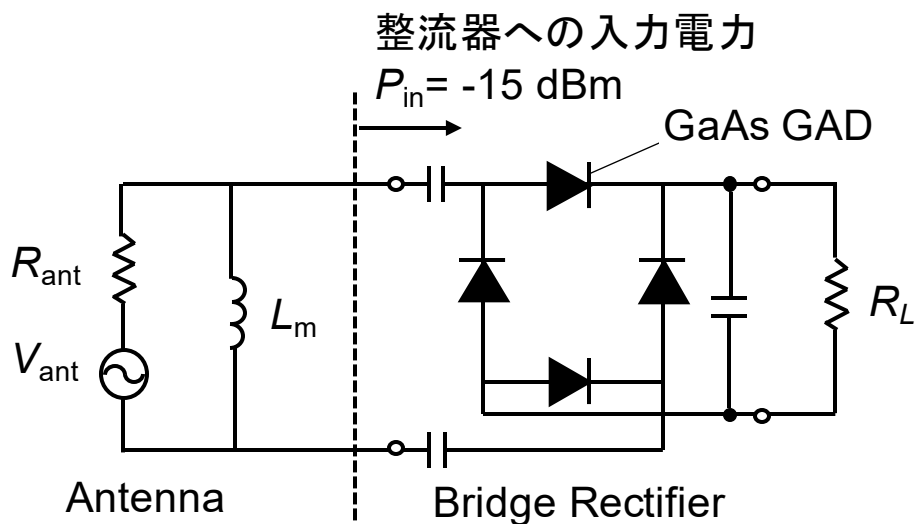 整流器への入力電力
Pin= -15 dBm
GaAs GAD
Rant
Lm
Vant
RL
Antenna
Bridge Rectifier